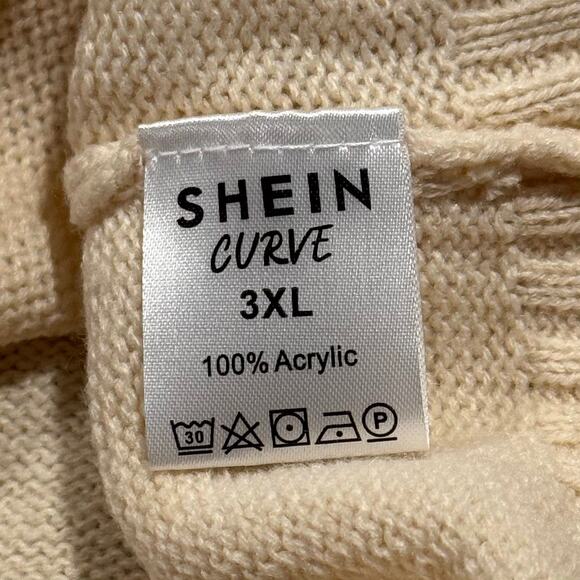 SHEIN
CURVE
3XL
100% Acrylic
30 P